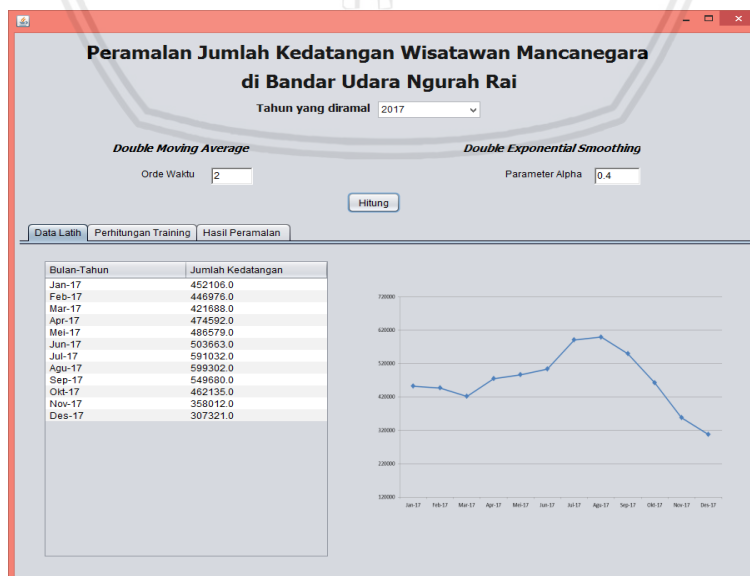 Peramalan Jumlah Kedatangan Wisatawan Mancanegara
di Bandar Udara Ngurah Rai
Tahun yang diramal 2017
Double Moving Average
Double Exponential Smoothing
Orde Waktu 2
Parameter Alpha 0.4
Hitung
Data Latih Perhitungan Training Hasil Peramalan
Bulan-Tahun Jumlah Kedatangan
Jan-17 452106.0
Feb-17 446976.0
Mar-17 421688.0
Apr-17 474592.0
Mei-17 486579.0
Jun-17 503663.0
Jul-17 591032.0
Agu-17 599302.0
Sep-17 549680.0
Okt-17 462135.0
Nov-17 358012.0
Des-17 307321.0
720000
620000
520000
420000
320000
220000
120000
Jan-17 Feb-17 Mar-17 Apr-17 Mei-17 Jun-17 Jul-17 Agu-17 Sep-17 Okt-17 Nov-17 Des-17